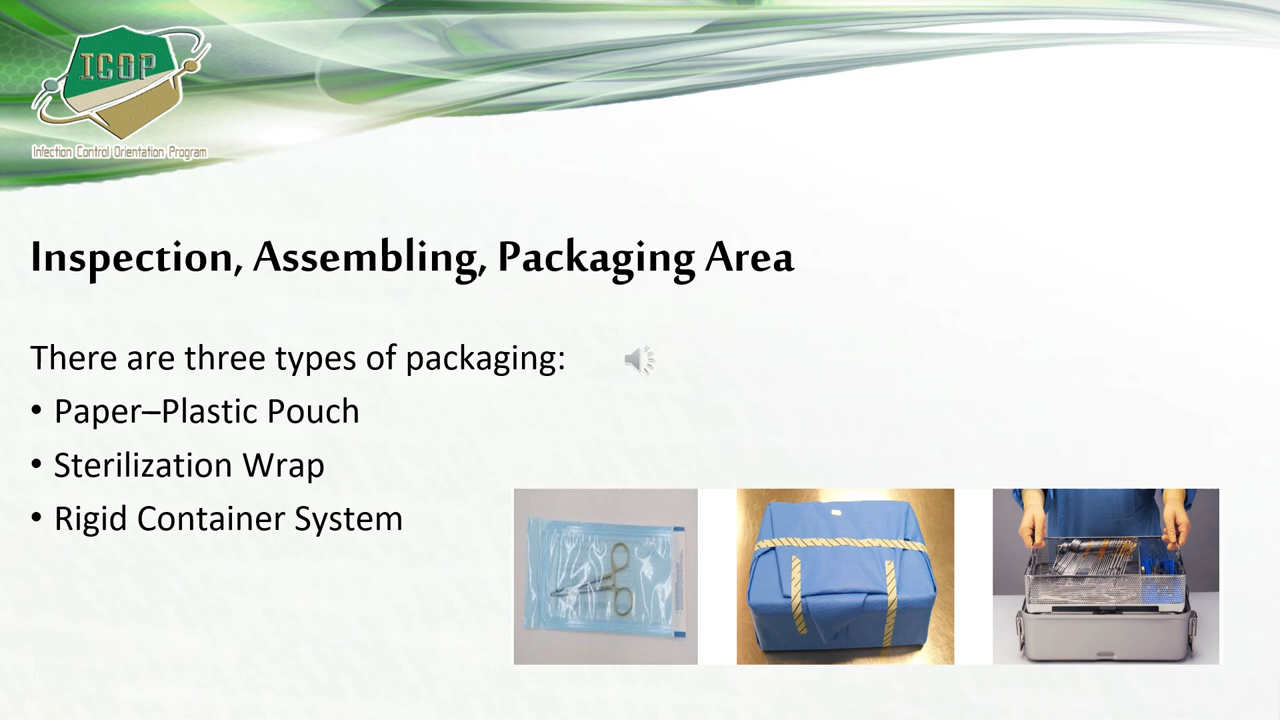 ICOP
Infection Control Orientation Program
Inspection, Assembling, Packaging Area
There are three types of packaging:
• Paper–Plastic Pouch
• Sterilization Wrap
• Rigid Container System